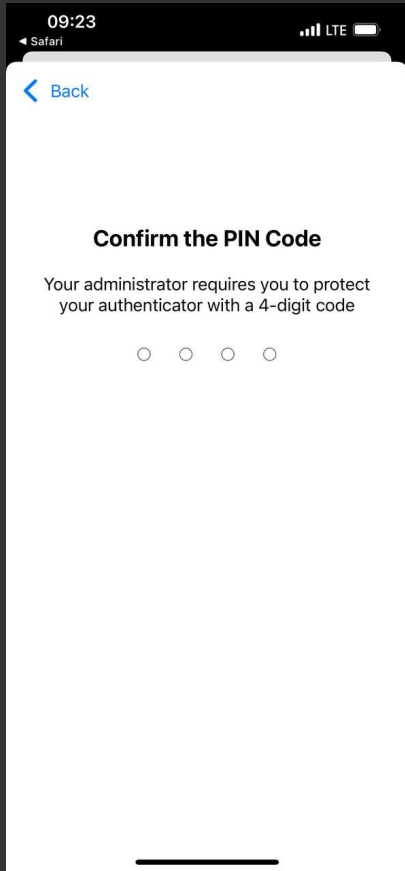 09:23
LTE
◀ Safari
Back
Confirm the PIN Code
Your administrator requires you to protect
your authenticator with a 4-digit code